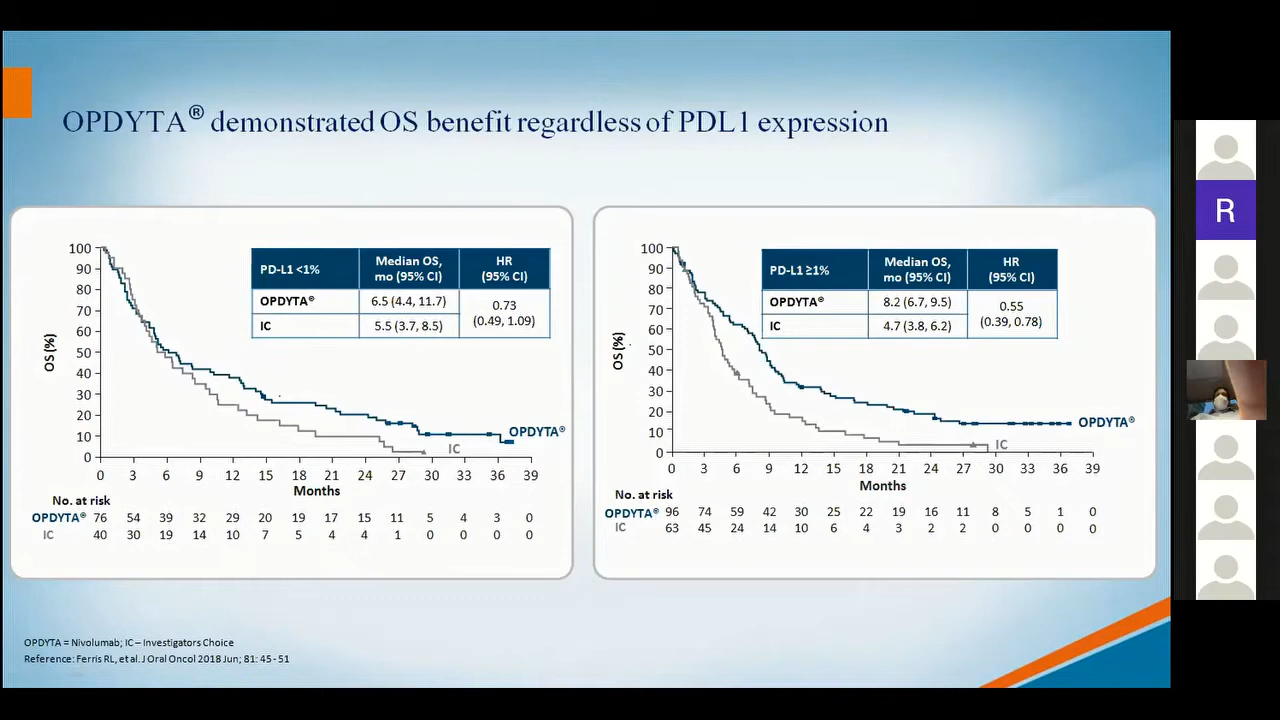 OPDYTA® demonstrated OS benefit regardless of PDL1 expression
OS (%)
100
90
80
70
60
50
40
30
20
10
0
PD-L1 <1%
Median OS, mo (95% CI)
HR (95% CI)
OPDYTA®
6.5 (4.4, 11.7)
0.73 (0.49, 1.09)
IC
5.5 (3.7, 8.5)
OPDYTA®
IC
0 3 6 9 12 15 18 21 24 27 30 33 36 39
Months
No. at risk
OPDYTA® 76 54 39 32 29 20 19 17 15 11 5 4 3 0
IC 40 30 19 14 10 7 5 4 4 1 0 0 0 0
OS (%)
100
90
80
70
60
50
40
30
20
10
0
PD-L1 ≥1%
Median OS, mo (95% CI)
HR (95% CI)
OPDYTA®
8.2 (6.7, 9.5)
0.55 (0.39, 0.78)
IC
4.7 (3.8, 6.2)
OPDYTA®
IC
0 3 6 9 12 15 18 21 24 27 30 33 36 39
Months
No. at risk
OPDYTA® 96 74 59 42 30 25 22 19 16 11 8 5 1 0
IC 63 45 24 14 10 6 4 3 2 2 0 0 0 0
OPDYTA = Nivolumab; IC – Investigators Choice
Reference: Ferris RL, et al. J Oral Oncol 2018 Jun; 81: 45 - 51
R